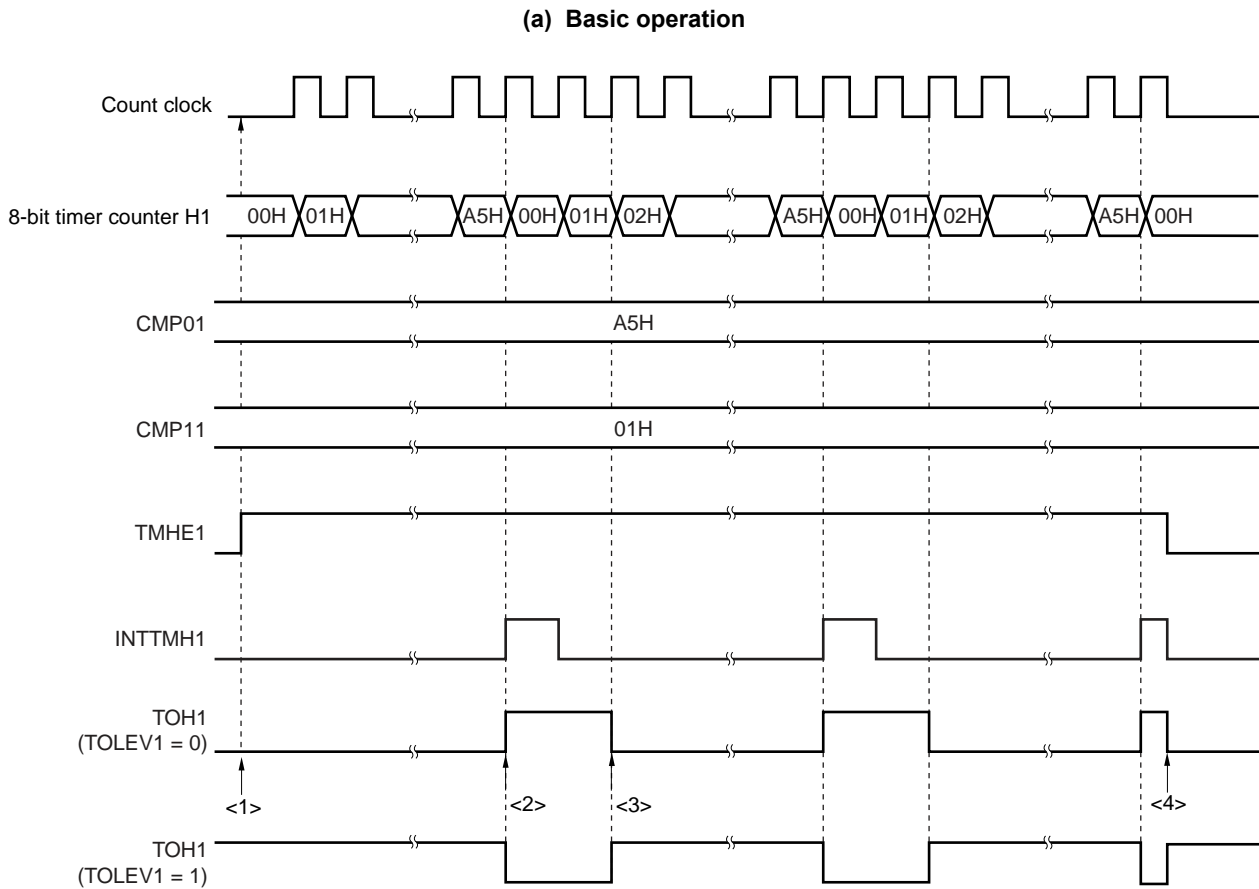 (a) Basic operation
Count clock
8-bit timer counter H1
00H 01H A5H 00H 01H 02H A5H 00H 01H 02H A5H 00H
CMP01
A5H
CMP11
01H
TMHE1
INTTMH1
TOH1
(TOLEV1 = 0)
<1> <2> <3> <4>
TOH1
(TOLEV1 = 1)